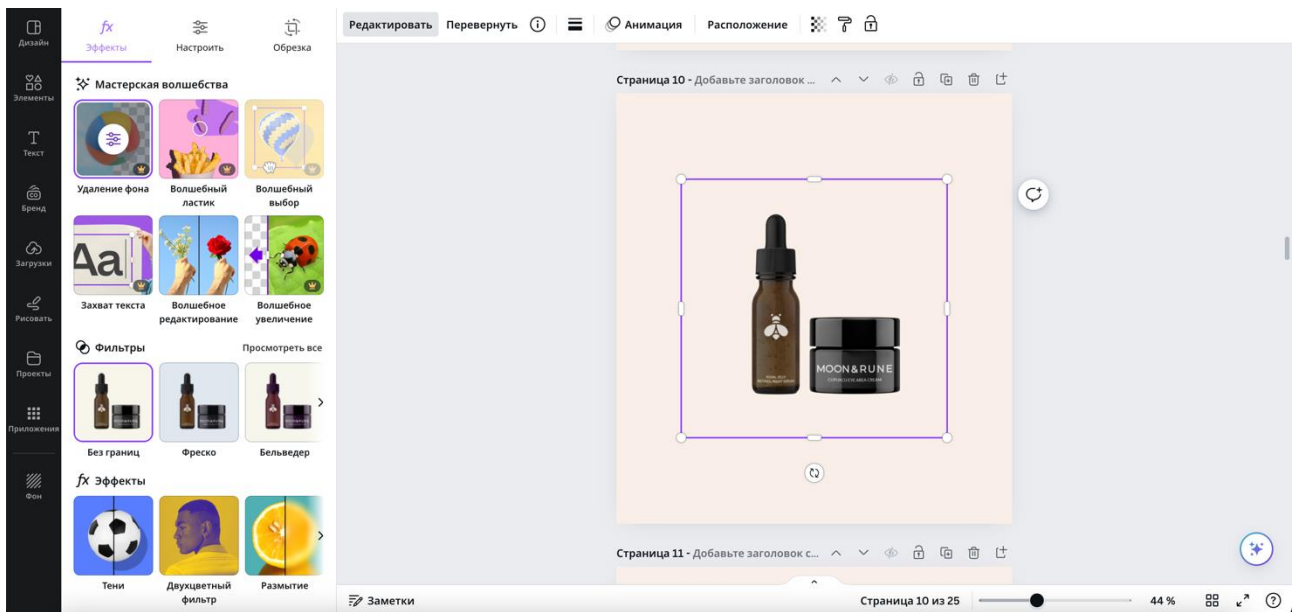 Дизайн
Элементы
Текст
Бренд
Загрузки
Рисовать
Проекты
Приложения
Фон
fx
Эффекты
Настроить
Обрезка
Мастерская волшебства
Удаление фона
Волшебный
ластик
Волшебный
выбор
Aa
Захват текста
Волшебное
редактирование
Волшебное
увеличение
Фильтры
Просмотреть все
Без границ
Фреско
Бельведер
fx Эффекты
Тени
Двухцветный
фильтр
Размытие
Редактировать Перевернуть Анимация Расположение
Страница 10 - Добавьте заголовок ...
MOON&RUNE
Страница 11 - Добавьте заголовок с...
Заметки
Страница 10 из 25
44 %